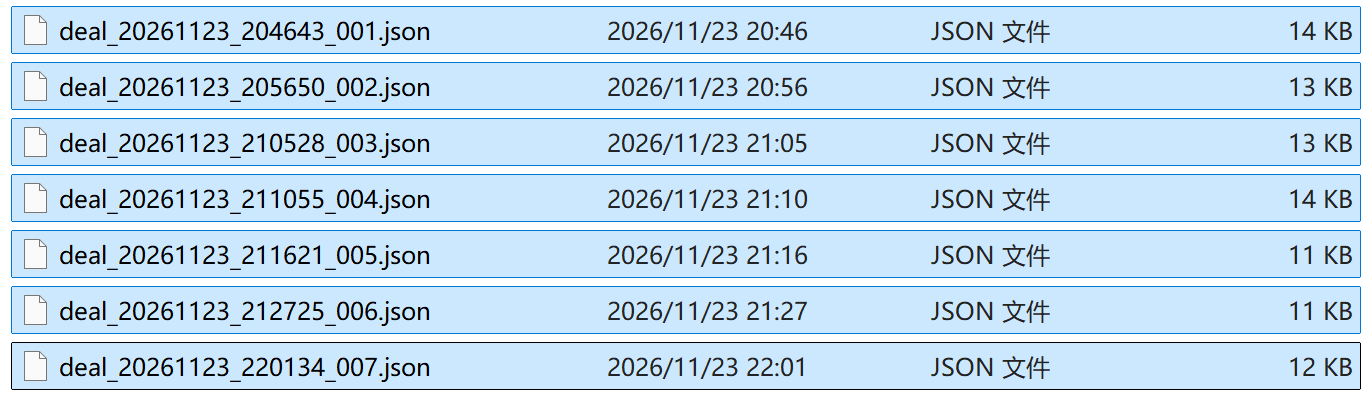 deal_20261123_204643_001.json 2026/11/23 20:46 JSON 文件 14 KB
deal_20261123_205650_002.json 2026/11/23 20:56 JSON 文件 13 KB
deal_20261123_210528_003.json 2026/11/23 21:05 JSON 文件 13 KB
deal_20261123_211055_004.json 2026/11/23 21:10 JSON 文件 14 KB
deal_20261123_211621_005.json 2026/11/23 21:16 JSON 文件 11 KB
deal_20261123_212725_006.json 2026/11/23 21:27 JSON 文件 11 KB
deal_20261123_220134_007.json 2026/11/23 22:01 JSON 文件 12 KB